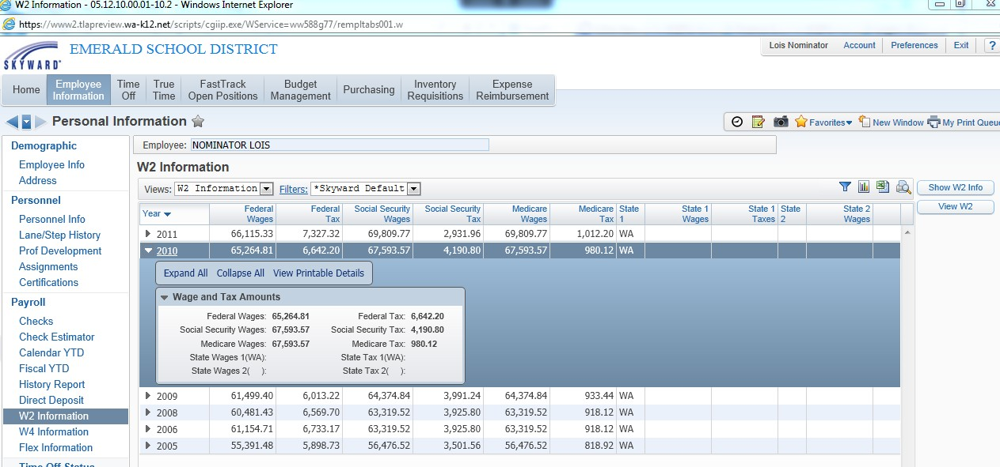 W2 Information - 05.12.10.00.01-10.2 - Windows Internet Explorer
https://www2.tlapreview.wa-k12.net/scripts/cgiip.exe/WService=ww588g77/rempltabs001.w
SKYWARD
EMERALD SCHOOL DISTRICT
Lois Nominator Account Preferences Exit ?
Home Employee Information Time Off True Time FastTrack Open Positions Budget Management Purchasing Inventory Requisitions Expense Reimbursement
Personal Information
Favorites New Window My Print Queue
Demographic
Employee Info
Address
Personnel
Personnel Info
Lane/Step History
Prof Development
Assignments
Certifications
Payroll
Checks
Check Estimator
Calendar YTD
Fiscal YTD
History Report
Direct Deposit
W2 Information
W4 Information
Flex Information
Time Off Status
Employee: NOMINATOR LOIS
W2 Information
Views: W2 Information Filters: *Skyward Default
Show W2 Info
View W2
Year Federal Wages Federal Tax Social Security Wages Social Security Tax Medicare Wages Medicare Tax State 1 State 1 Wages State 1 Taxes State 2 State 2 Wages
2011 66,115.33 7,327.32 69,809.77 2,931.96 69,809.77 1,012.20 WA
2010 65,264.81 6,642.20 67,593.57 4,190.80 67,593.57 980.12 WA
Expand All Collapse All View Printable Details
Wage and Tax Amounts
Federal Wages: 65,264.81 Federal Tax: 6,642.20
Social Security Wages: 67,593.57 Social Security Tax: 4,190.80
Medicare Wages: 67,593.57 Medicare Tax: 980.12
State Wages 1(WA): State Tax 1(WA):
State Wages 2( ): State Tax 2( ):
2009 61,499.40 6,013.22 64,374.84 3,991.24 64,374.84 933.44 WA
2008 60,481.43 6,569.70 63,319.52 3,925.80 63,319.52 918.12 WA
2006 61,154.71 6,733.17 63,319.52 3,925.80 63,319.52 918.12 WA
2005 55,391.48 5,898.73 56,476.52 3,501.56 56,476.52 818.92 WA